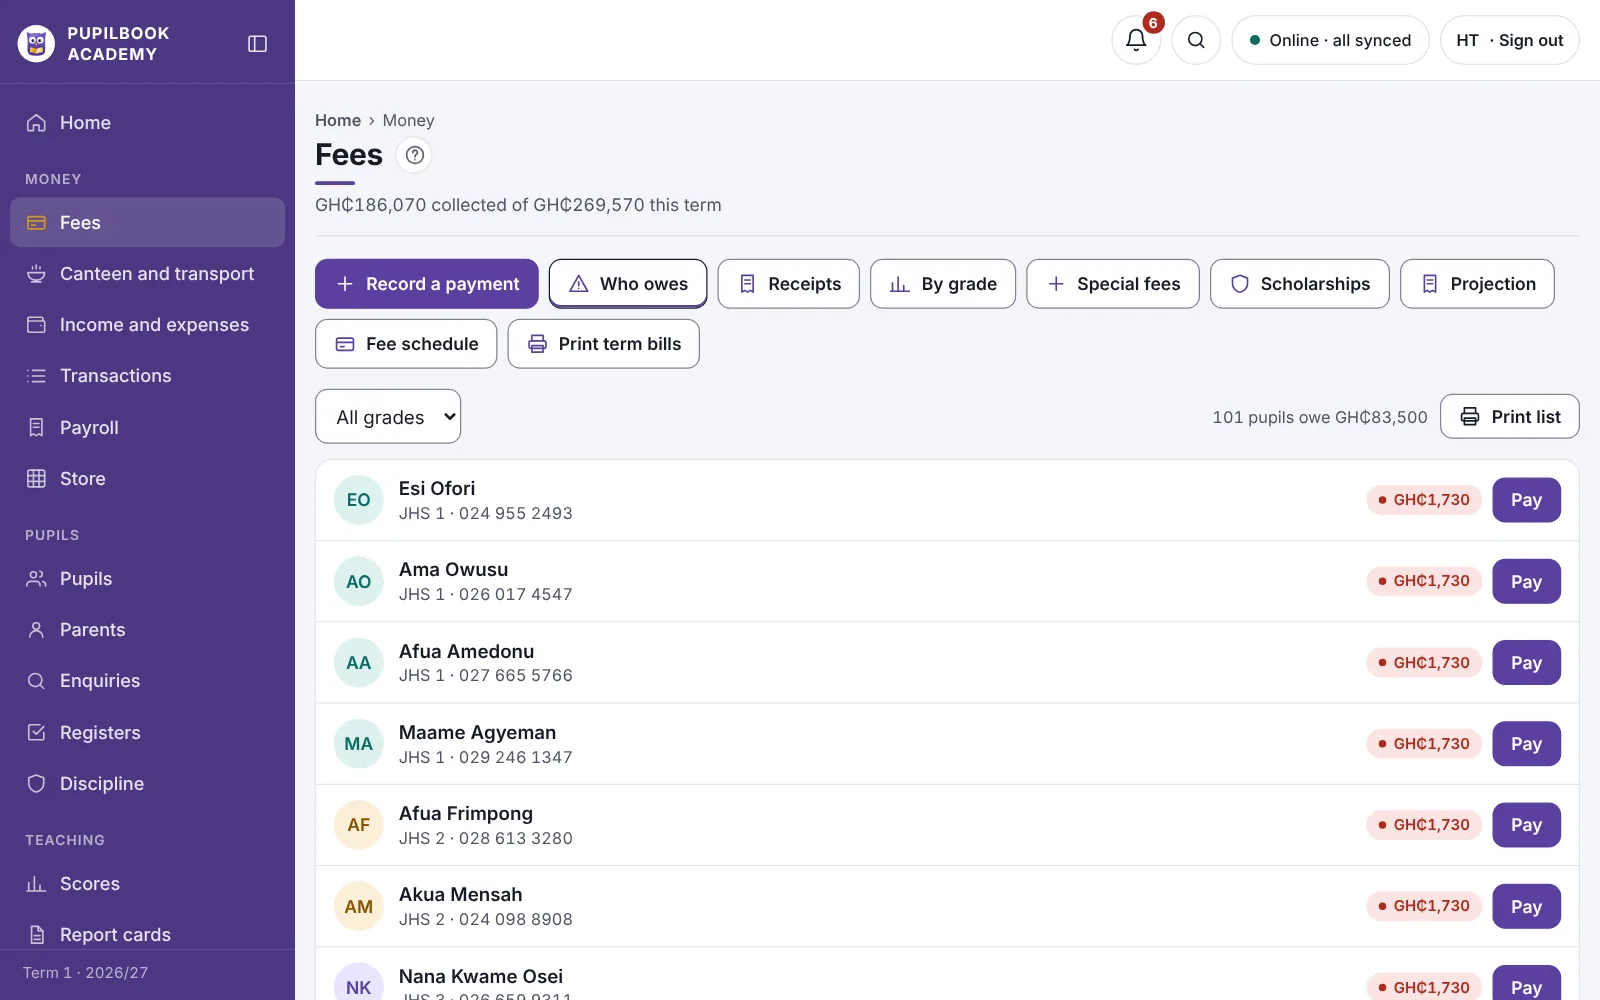 PUPILBOOK
ACADEMY
Home
MONEY
Fees
Canteen and transport
Income and expenses
Transactions
Payroll
Store
PUPILS
Pupils
Parents
Enquiries
Registers
Discipline
TEACHING
Scores
Report cards
Term 1 · 2026/27
6
Online · all synced
HT · Sign out
Home › Money
Fees
GH₵186,070 collected of GH₵269,570 this term
Record a payment
Who owes
Receipts
By grade
Special fees
Scholarships
Projection
Fee schedule
Print term bills
All grades
101 pupils owe GH₵83,500
Print list
EO
Esi Ofori
JHS 1 · 024 955 2493
GH₵1,730
Pay
AO
Ama Owusu
JHS 1 · 026 017 4547
GH₵1,730
Pay
AA
Afua Amedonu
JHS 1 · 027 665 5766
GH₵1,730
Pay
MA
Maame Agyeman
JHS 1 · 029 246 1347
GH₵1,730
Pay
AF
Afua Frimpong
JHS 2 · 028 613 3280
GH₵1,730
Pay
AM
Akua Mensah
JHS 2 · 024 098 8908
GH₵1,730
Pay
NK
Nana Kwame Osei
GH₵1,730
Pay